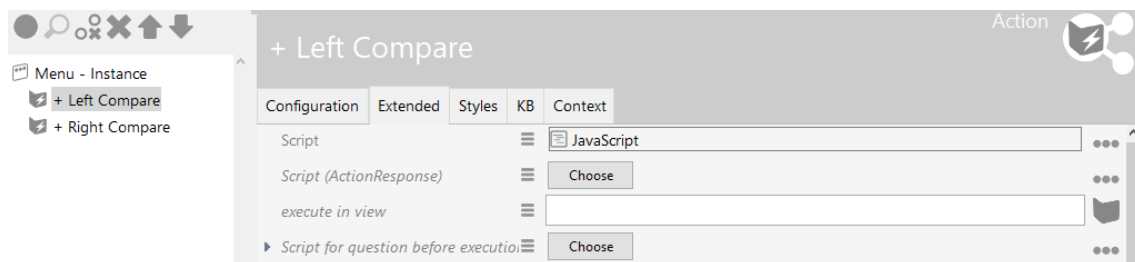 Action
+ Left Compare
Menu - Instance
+ Left Compare
+ Right Compare
Configuration Extended Styles KB Context
Script JavaScript
Script (ActionResponse) Choose
execute in view
Script for question before Choose